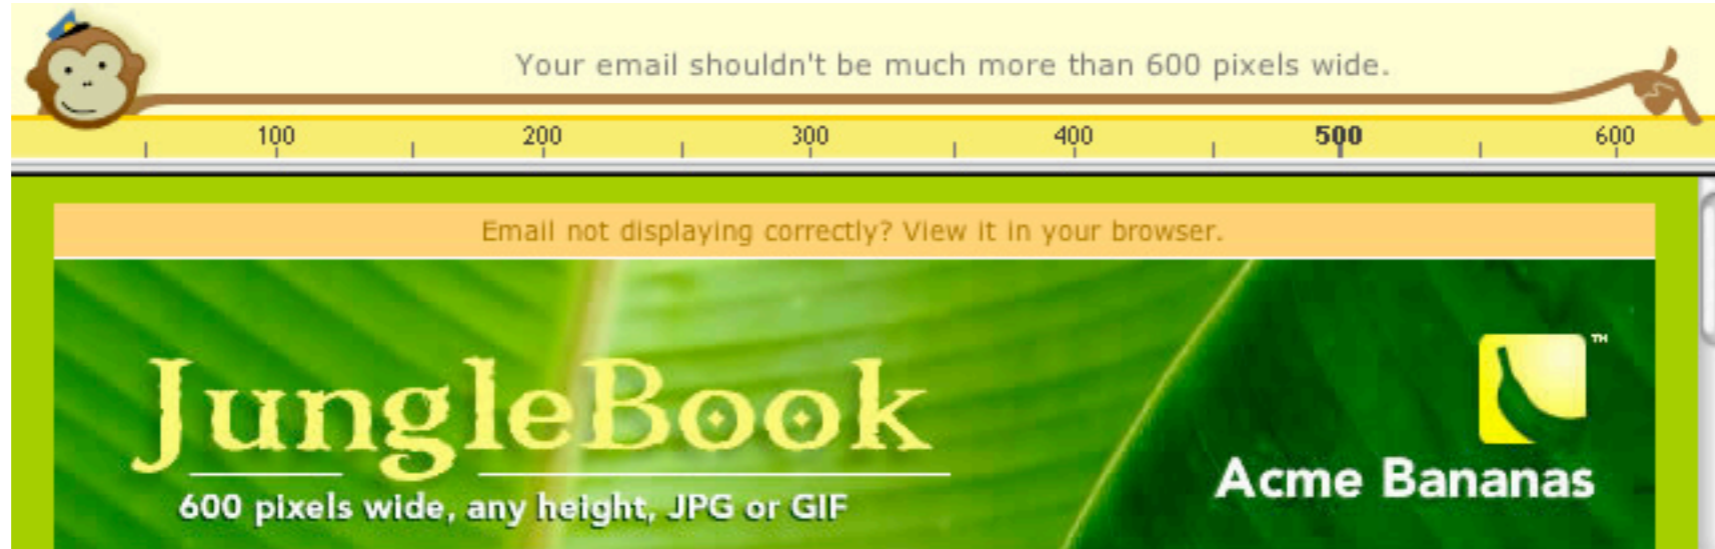 Your email shouldn't be much more than 600 pixels wide.
100 200 300 400 500 600
Email not displaying correctly? View it in your browser.
JungleBook
600 pixels wide, any height, JPG or GIF
TM
Acme Bananas